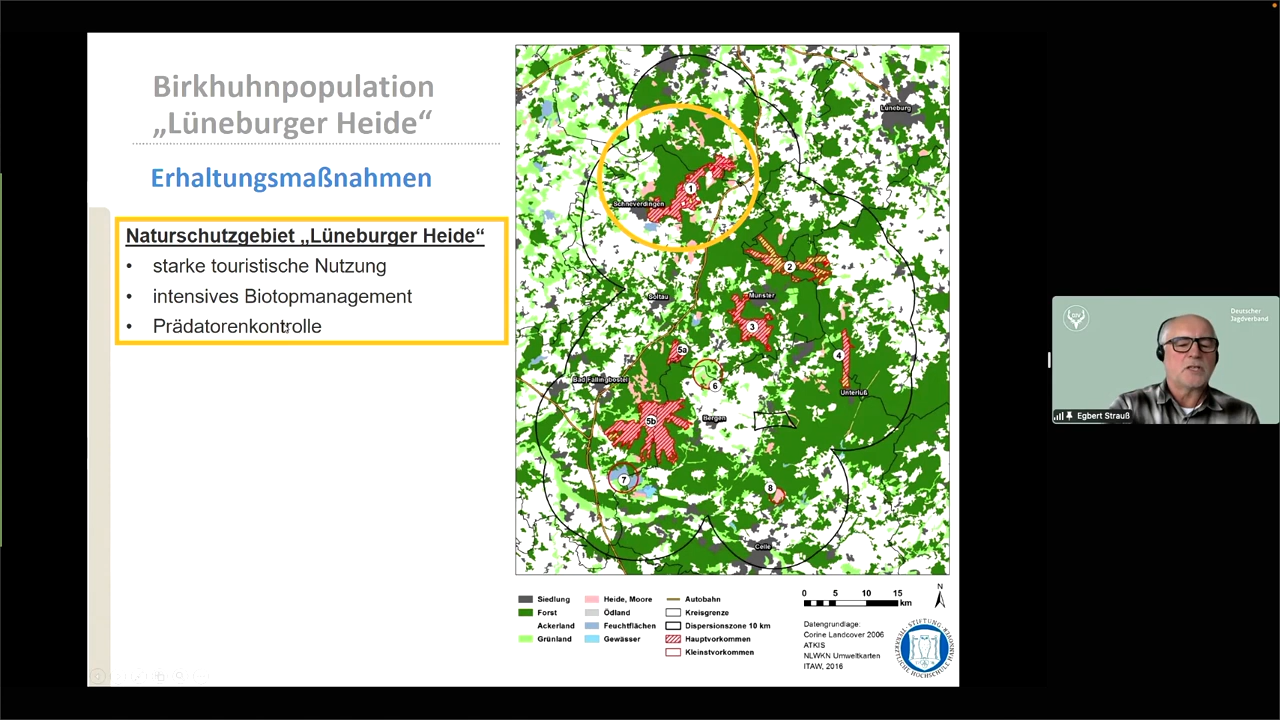 Birkhuhnpopulation
„Lüneburger Heide“
Erhaltungsmaßnahmen
Naturschutzgebiet „Lüneburger Heide“
• starke touristische Nutzung
• intensives Biotopmanagement
• Prädatorenkontrolle
Lüneburg
1
Schneverdingen
2
Soltau
Munster
3
5a
4
Bad Fallingbostel
6
Unterlüß
5b
Bergen
7
8
Celle
Siedlung
Forst
Ackerland
Grünland
Heide, Moore
Ödland
Feuchtflächen
Gewässer
Autobahn
Kreisgrenze
Dispersionszone 10 km
Hauptvorkommen
Kleinstvorkommen
0 5 10 15
km
N
Datengrundlage:
Corine Landcover 2006
ATKIS
NLWKN Umweltkarten
ITAW, 2016
DJV
Deutscher
Jagdverband
Egbert Strauß